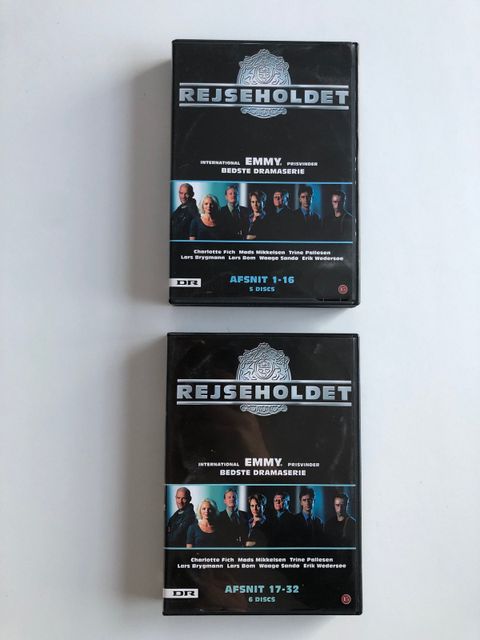 REJSEHOLDET
INTERNATIONAL EMMY® PRISVINDER
BEDSTE DRAMASERIE
Charlotte Fich Mads Mikkelsen Trine Pallesen
Lars Brygmann Lars Bom Waage Sandø Erik Wedersøe
DR
AFSNIT 1-16
5 DISCS
REJSEHOLDET
INTERNATIONAL EMMY® PRISVINDER
BEDSTE DRAMASERIE
Charlotte Fich Mads Mikkelsen Trine Pallesen
Lars Brygmann Lars Bom Waage Sandø Erik Wedersøe
DR
AFSNIT 17-32
6 DISCS